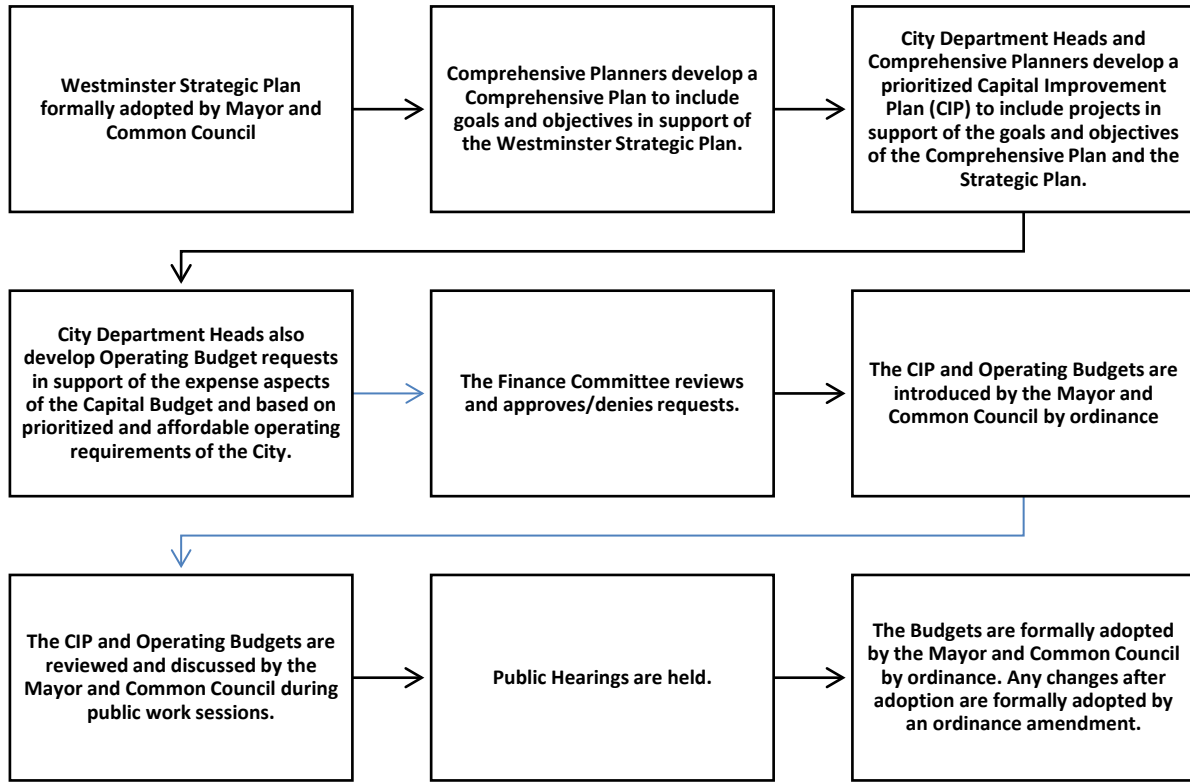 Westminster Strategic Plan
formally adopted by Mayor and
Common Council
Comprehensive Planners develop a
Comprehensive Plan to include
goals and objectives in support of
the Westminster Strategic Plan.
City Department Heads and
Comprehensive Planners develop a
prioritized Capital Improvement
Plan (CIP) to include projects in
support of the goals and objectives
of the Comprehensive Plan and the
Strategic Plan.
City Department Heads also
develop Operating Budget requests
in support of the expense aspects
of the Capital Budget and based on
prioritized and affordable operating
requirements of the City.
The Finance Committee reviews
and approves/denies requests.
The CIP and Operating Budgets are
introduced by the Mayor and
Common Council by ordinance
The CIP and Operating Budgets are
reviewed and discussed by the
Mayor and Common Council during
public work sessions.
Public Hearings are held.
The Budgets are formally adopted
by the Mayor and Common Council
by ordinance. Any changes after
adoption are formally adopted by
an ordinance amendment.